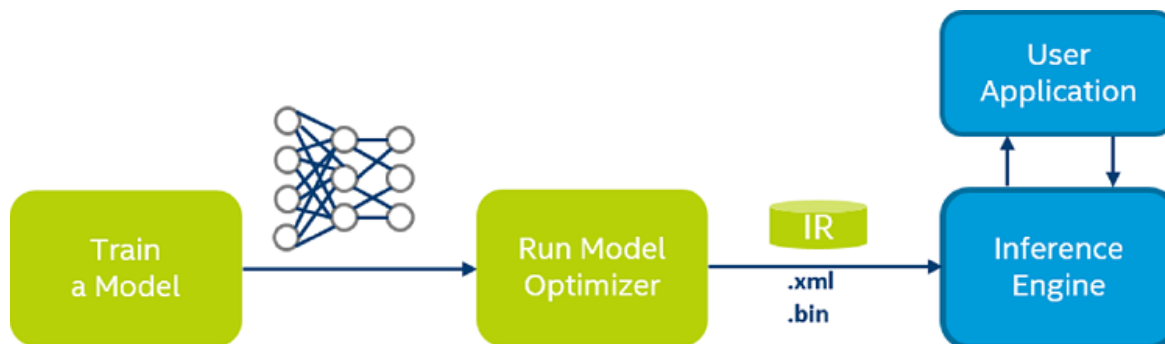 Train
a Model
Run Model
Optimizer
IR
.xml
.bin
User
Application
Inference
Engine